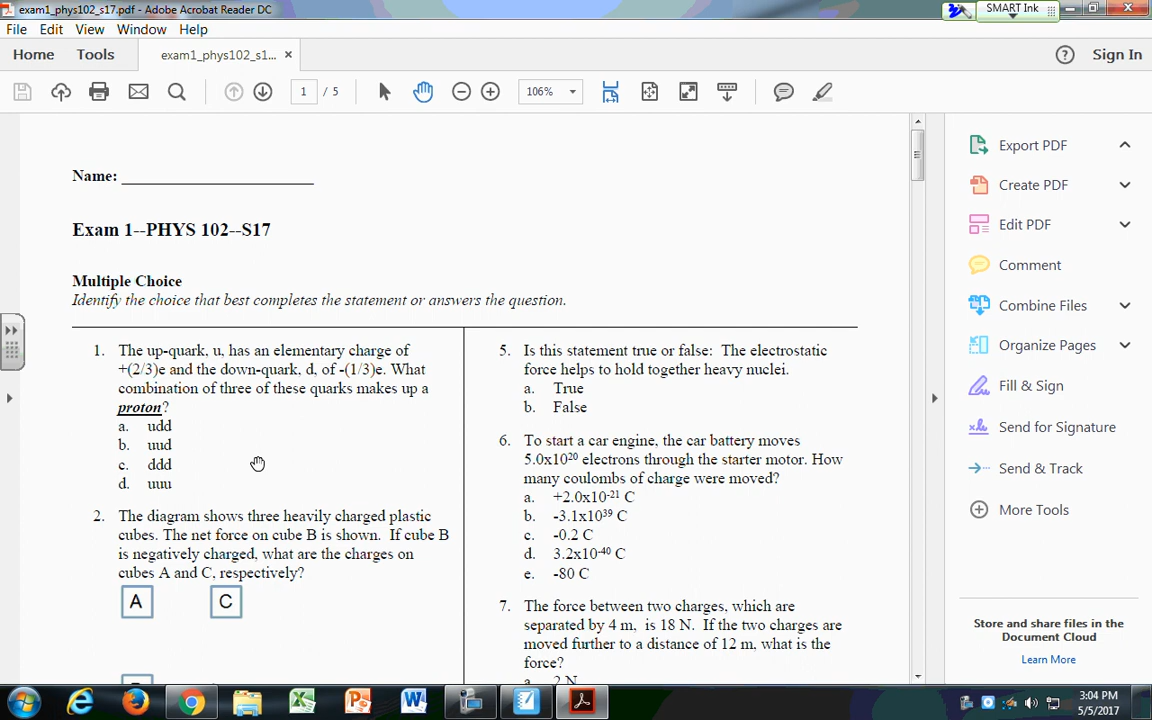 exam1_phys102_s17.pdf - Adobe Acrobat Reader DC
SMART Ink
File Edit View Window Help
Home Tools exam1_phys102_s1... × Sign In
1 / 5 106%
Name:
Exam 1--PHYS 102--S17
Multiple Choice
Identify the choice that best completes the statement or answers the question.
1. The up-quark, u, has an elementary charge of
+(2/3)e and the down-quark, d, of -(1/3)e. What
combination of three of these quarks makes up a
proton?
a. udd
b. uud
c. ddd
d. uuu
2. The diagram shows three heavily charged plastic
cubes. The net force on cube B is shown. If cube B
is negatively charged, what are the charges on
cubes A and C, respectively?
A C
5. Is this statement true or false: The electrostatic
force helps to hold together heavy nuclei.
a. True
b. False
6. To start a car engine, the car battery moves
5.0x10²⁰ electrons through the starter motor. How
many coulombs of charge were moved?
a. +2.0x10⁻²¹ C
b. -3.1x10³⁹ C
c. -0.2 C
d. 3.2x10⁻⁴⁰ C
e. -80 C
7. The force between two charges, which are
separated by 4 m, is 18 N. If the two charges are
moved further to a distance of 12 m, what is the
force?
a. 2 N
Export PDF
Create PDF
Edit PDF
Comment
Combine Files
Organize Pages
Fill & Sign
Send for Signature
Send & Track
More Tools
Store and share files in the
Document Cloud
Learn More
3:04 PM
5/5/2017